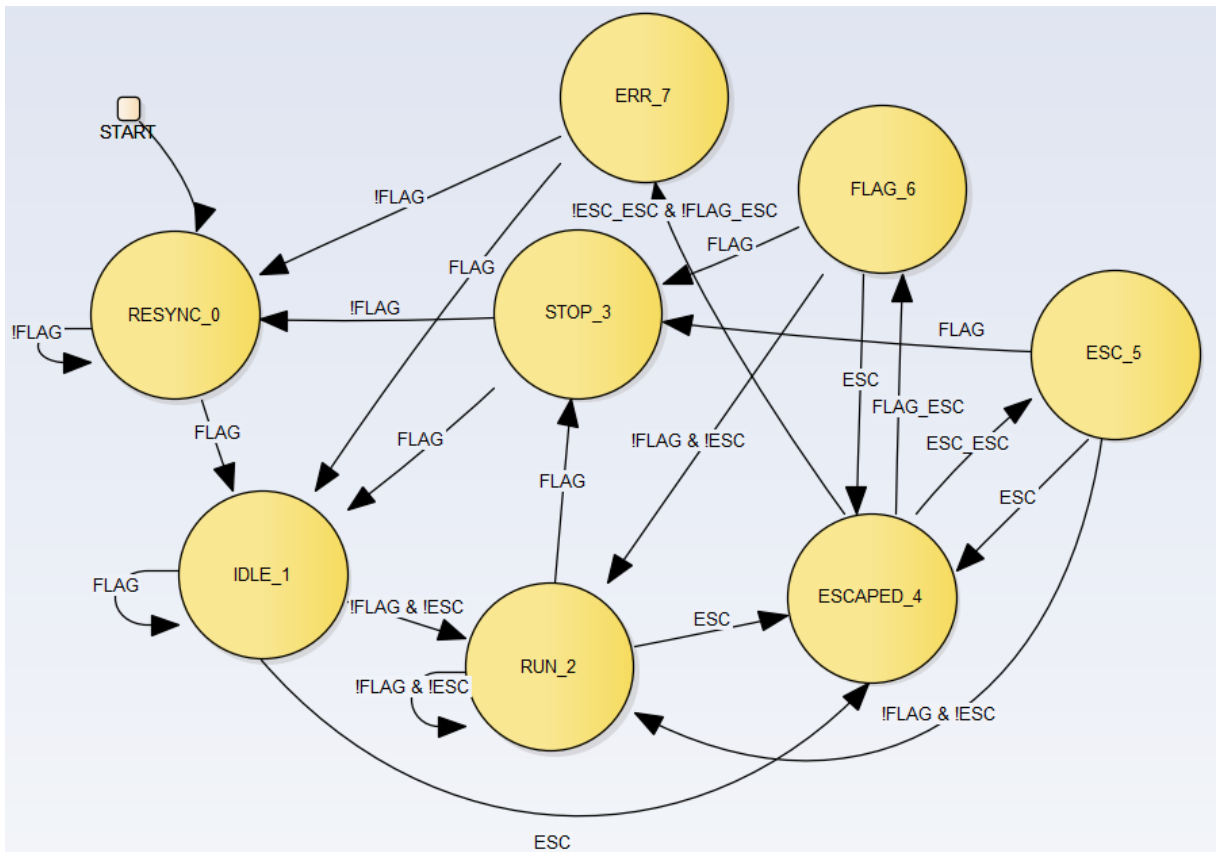 ERR_7
START
FLAG_6
!FLAG
!ESC_ESC & !FLAG_ESC
FLAG
FLAG
RESYNC_0
STOP_3
!FLAG
!FLAG
FLAG
ESC_5
ESC
FLAG_ESC
FLAG
FLAG
!FLAG & !ESC
ESC_ESC
FLAG
ESC
IDLE_1
FLAG
!FLAG & !ESC
ESCAPED_4
ESC
RUN_2
!FLAG & !ESC
!FLAG & !ESC
ESC